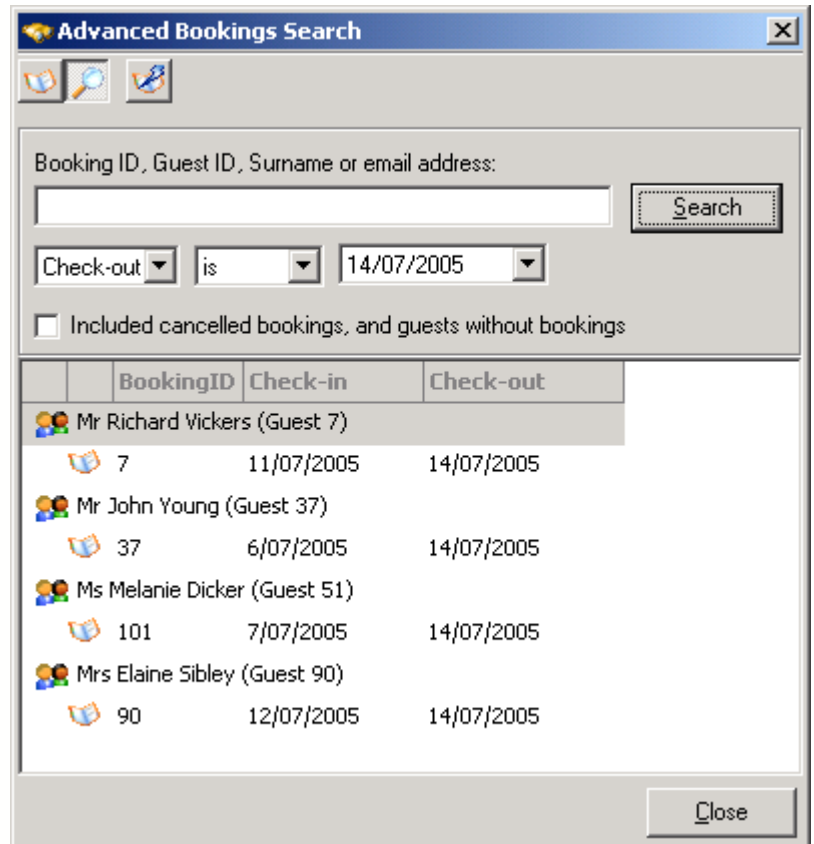 Advanced Bookings Search
Booking ID, Guest ID, Surname or email address:
Search
Check-out is 14/07/2005
Included cancelled bookings, and guests without bookings
BookingID Check-in Check-out
Mr Richard Vickers (Guest 7)
7 11/07/2005 14/07/2005
Mr John Young (Guest 37)
37 6/07/2005 14/07/2005
Ms Melanie Dicker (Guest 51)
101 7/07/2005 14/07/2005
Mrs Elaine Sibley (Guest 90)
90 12/07/2005 14/07/2005
Close